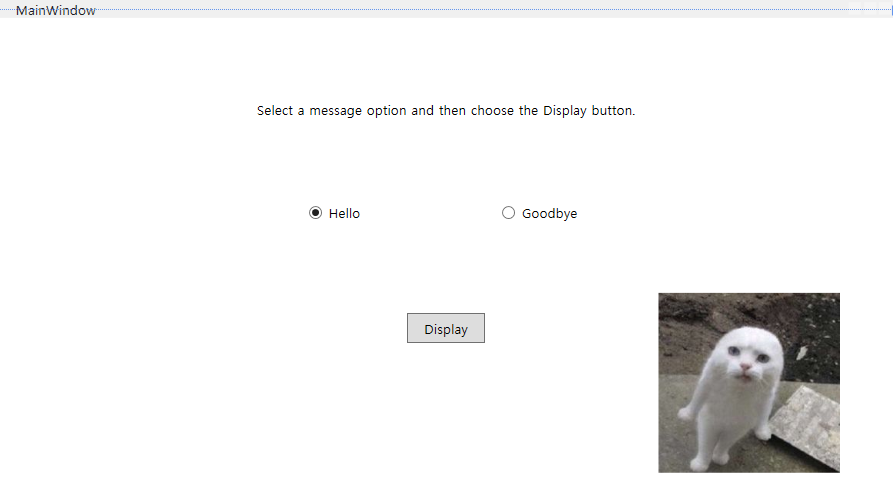 MainWindow
Select a message option and then choose the Display button.
Hello
Goodbye
Display